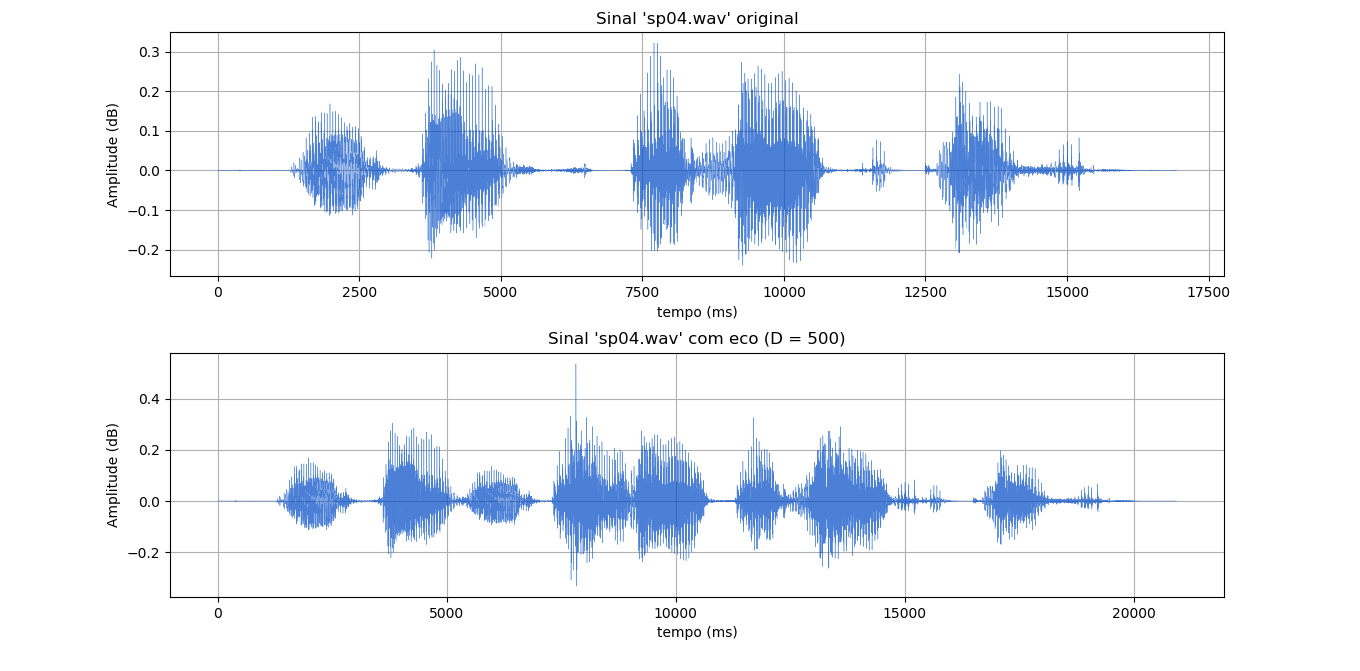 Sinal 'sp04.wav' original
Amplitude (dB)
0.3
0.2
0.1
0.0
−0.1
−0.2
0 2500 5000 7500 10000 12500 15000 17500
tempo (ms)
Sinal 'sp04.wav' com eco (D = 500)
Amplitude (dB)
0.4
0.2
0.0
−0.2
0 5000 10000 15000 20000
tempo (ms)